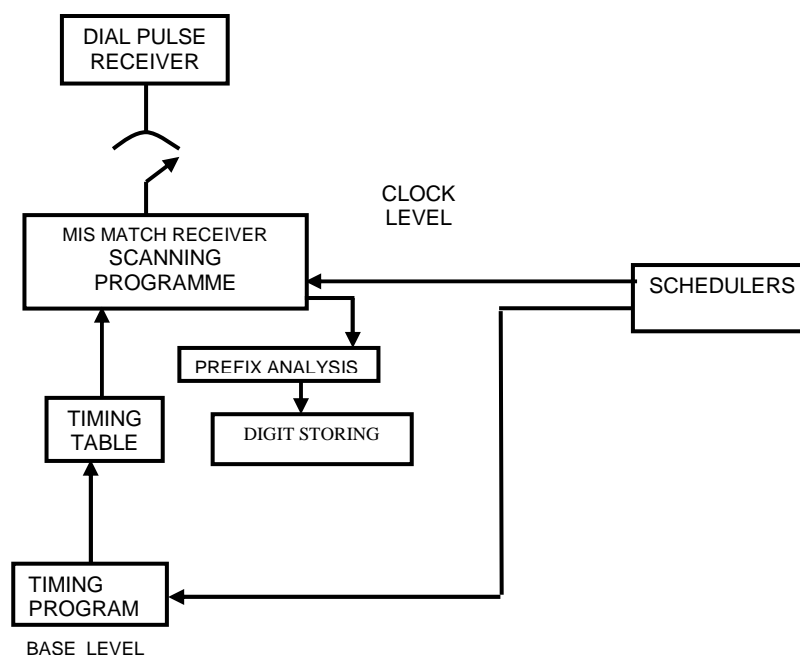 DIAL PULSE
RECEIVER
CLOCK
LEVEL
MIS MATCH RECEIVER
SCANNING
PROGRAMME
SCHEDULERS
PREFIX ANALYSIS
TIMING
TABLE
DIGIT STORING
TIMING
PROGRAM
BASE LEVEL